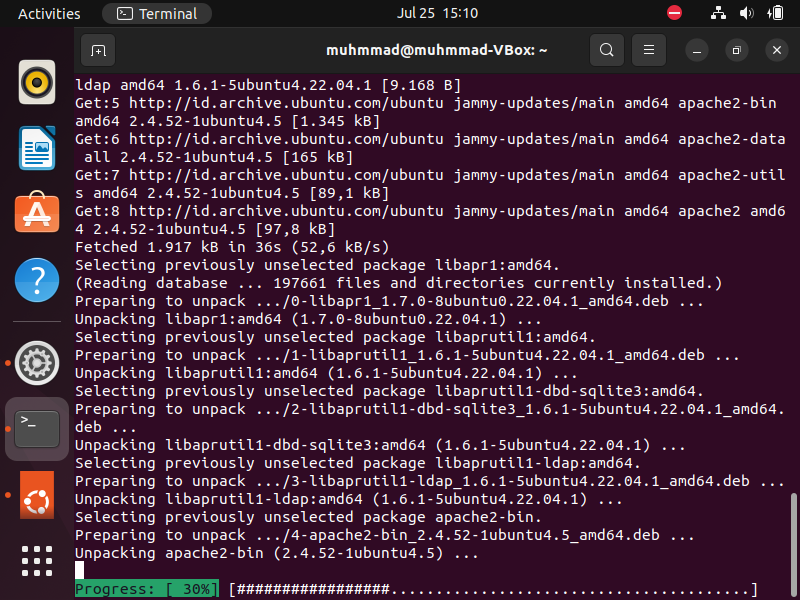 Activities
Terminal
Jul 25 15:10
muhmmad@muhmmad-VBox: ~
ldap amd64 1.6.1-5ubuntu4.22.04.1 [9.168 B]
Get:5 http://id.archive.ubuntu.com/ubuntu jammy-updates/main amd64 apache2-bin
amd64 2.4.52-1ubuntu4.5 [1.345 kB]
Get:6 http://id.archive.ubuntu.com/ubuntu jammy-updates/main amd64 apache2-data
 all 2.4.52-1ubuntu4.5 [165 kB]
Get:7 http://id.archive.ubuntu.com/ubuntu jammy-updates/main amd64 apache2-util
s amd64 2.4.52-1ubuntu4.5 [89,1 kB]
Get:8 http://id.archive.ubuntu.com/ubuntu jammy-updates/main amd64 apache2 amd6
4 2.4.52-1ubuntu4.5 [97,8 kB]
Fetched 1.917 kB in 36s (52,6 kB/s)
Selecting previously unselected package libapr1:amd64.
(Reading database ... 197661 files and directories currently installed.)
Preparing to unpack .../0-libapr1_1.7.0-8ubuntu0.22.04.1_amd64.deb ...
Unpacking libapr1:amd64 (1.7.0-8ubuntu0.22.04.1) ...
Selecting previously unselected package libaprutil1:amd64.
Preparing to unpack .../1-libaprutil1_1.6.1-5ubuntu4.22.04.1_amd64.deb ...
Unpacking libaprutil1:amd64 (1.6.1-5ubuntu4.22.04.1) ...
Selecting previously unselected package libaprutil1-dbd-sqlite3:amd64.
Preparing to unpack .../2-libaprutil1-dbd-sqlite3_1.6.1-5ubuntu4.22.04.1_amd64.
deb ...
Unpacking libaprutil1-dbd-sqlite3:amd64 (1.6.1-5ubuntu4.22.04.1) ...
Selecting previously unselected package libaprutil1-ldap:amd64.
Preparing to unpack .../3-libaprutil1-ldap_1.6.1-5ubuntu4.22.04.1_amd64.deb ...
Unpacking libaprutil1-ldap:amd64 (1.6.1-5ubuntu4.22.04.1) ...
Selecting previously unselected package apache2-bin.
Preparing to unpack .../4-apache2-bin_2.4.52-1ubuntu4.5_amd64.deb ...
Unpacking apache2-bin (2.4.52-1ubuntu4.5) ...
Progress: [ 30%] [#################........................................]